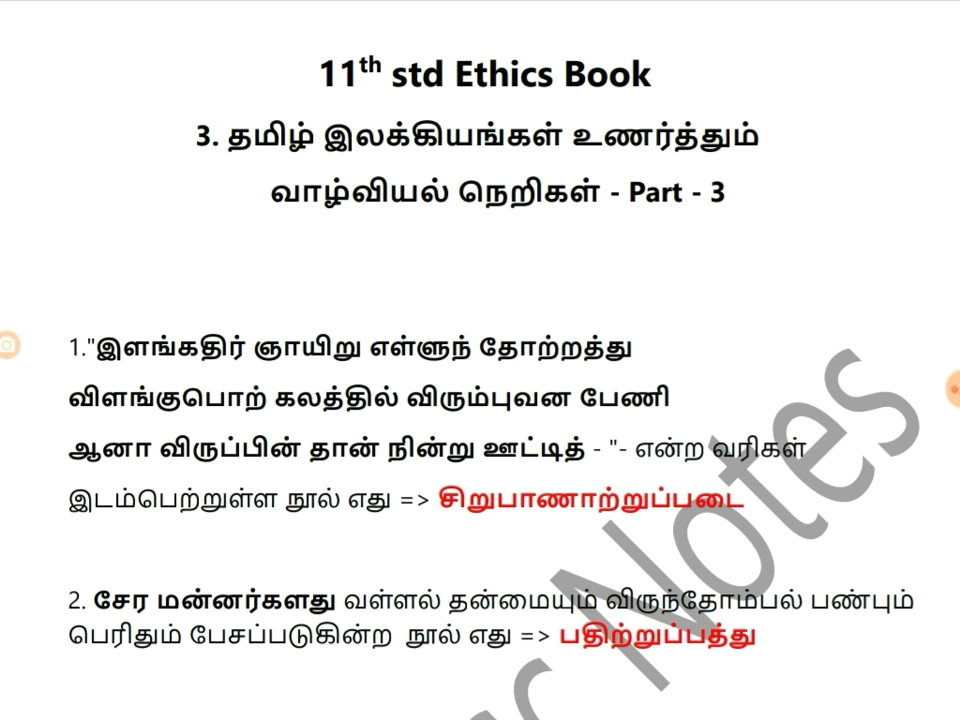 11th std Ethics Book
3. தமிழ் இலக்கியங்கள் உணர்த்தும்
வாழ்வியல் நெறிகள் - Part - 3
1."இளங்கதிர் ஞாயிறு எள்ளுந் தோற்றத்து
விளங்குபொற் கலத்தில் விரும்புவன பேணி
ஆனா விருப்பின் தான் நின்று ஊட்டித் - "- என்ற வரிகள்
இடம்பெற்றுள்ள நூல் எது => சிறுபாணாற்றுப்படை
2. சேர மன்னர்களது வள்ளல் தன்மையும் விருந்தோம்பல் பண்பும்
பெரிதும் பேசப்படுகின்ற நூல் எது => பதிற்றுப்பத்து
Notes